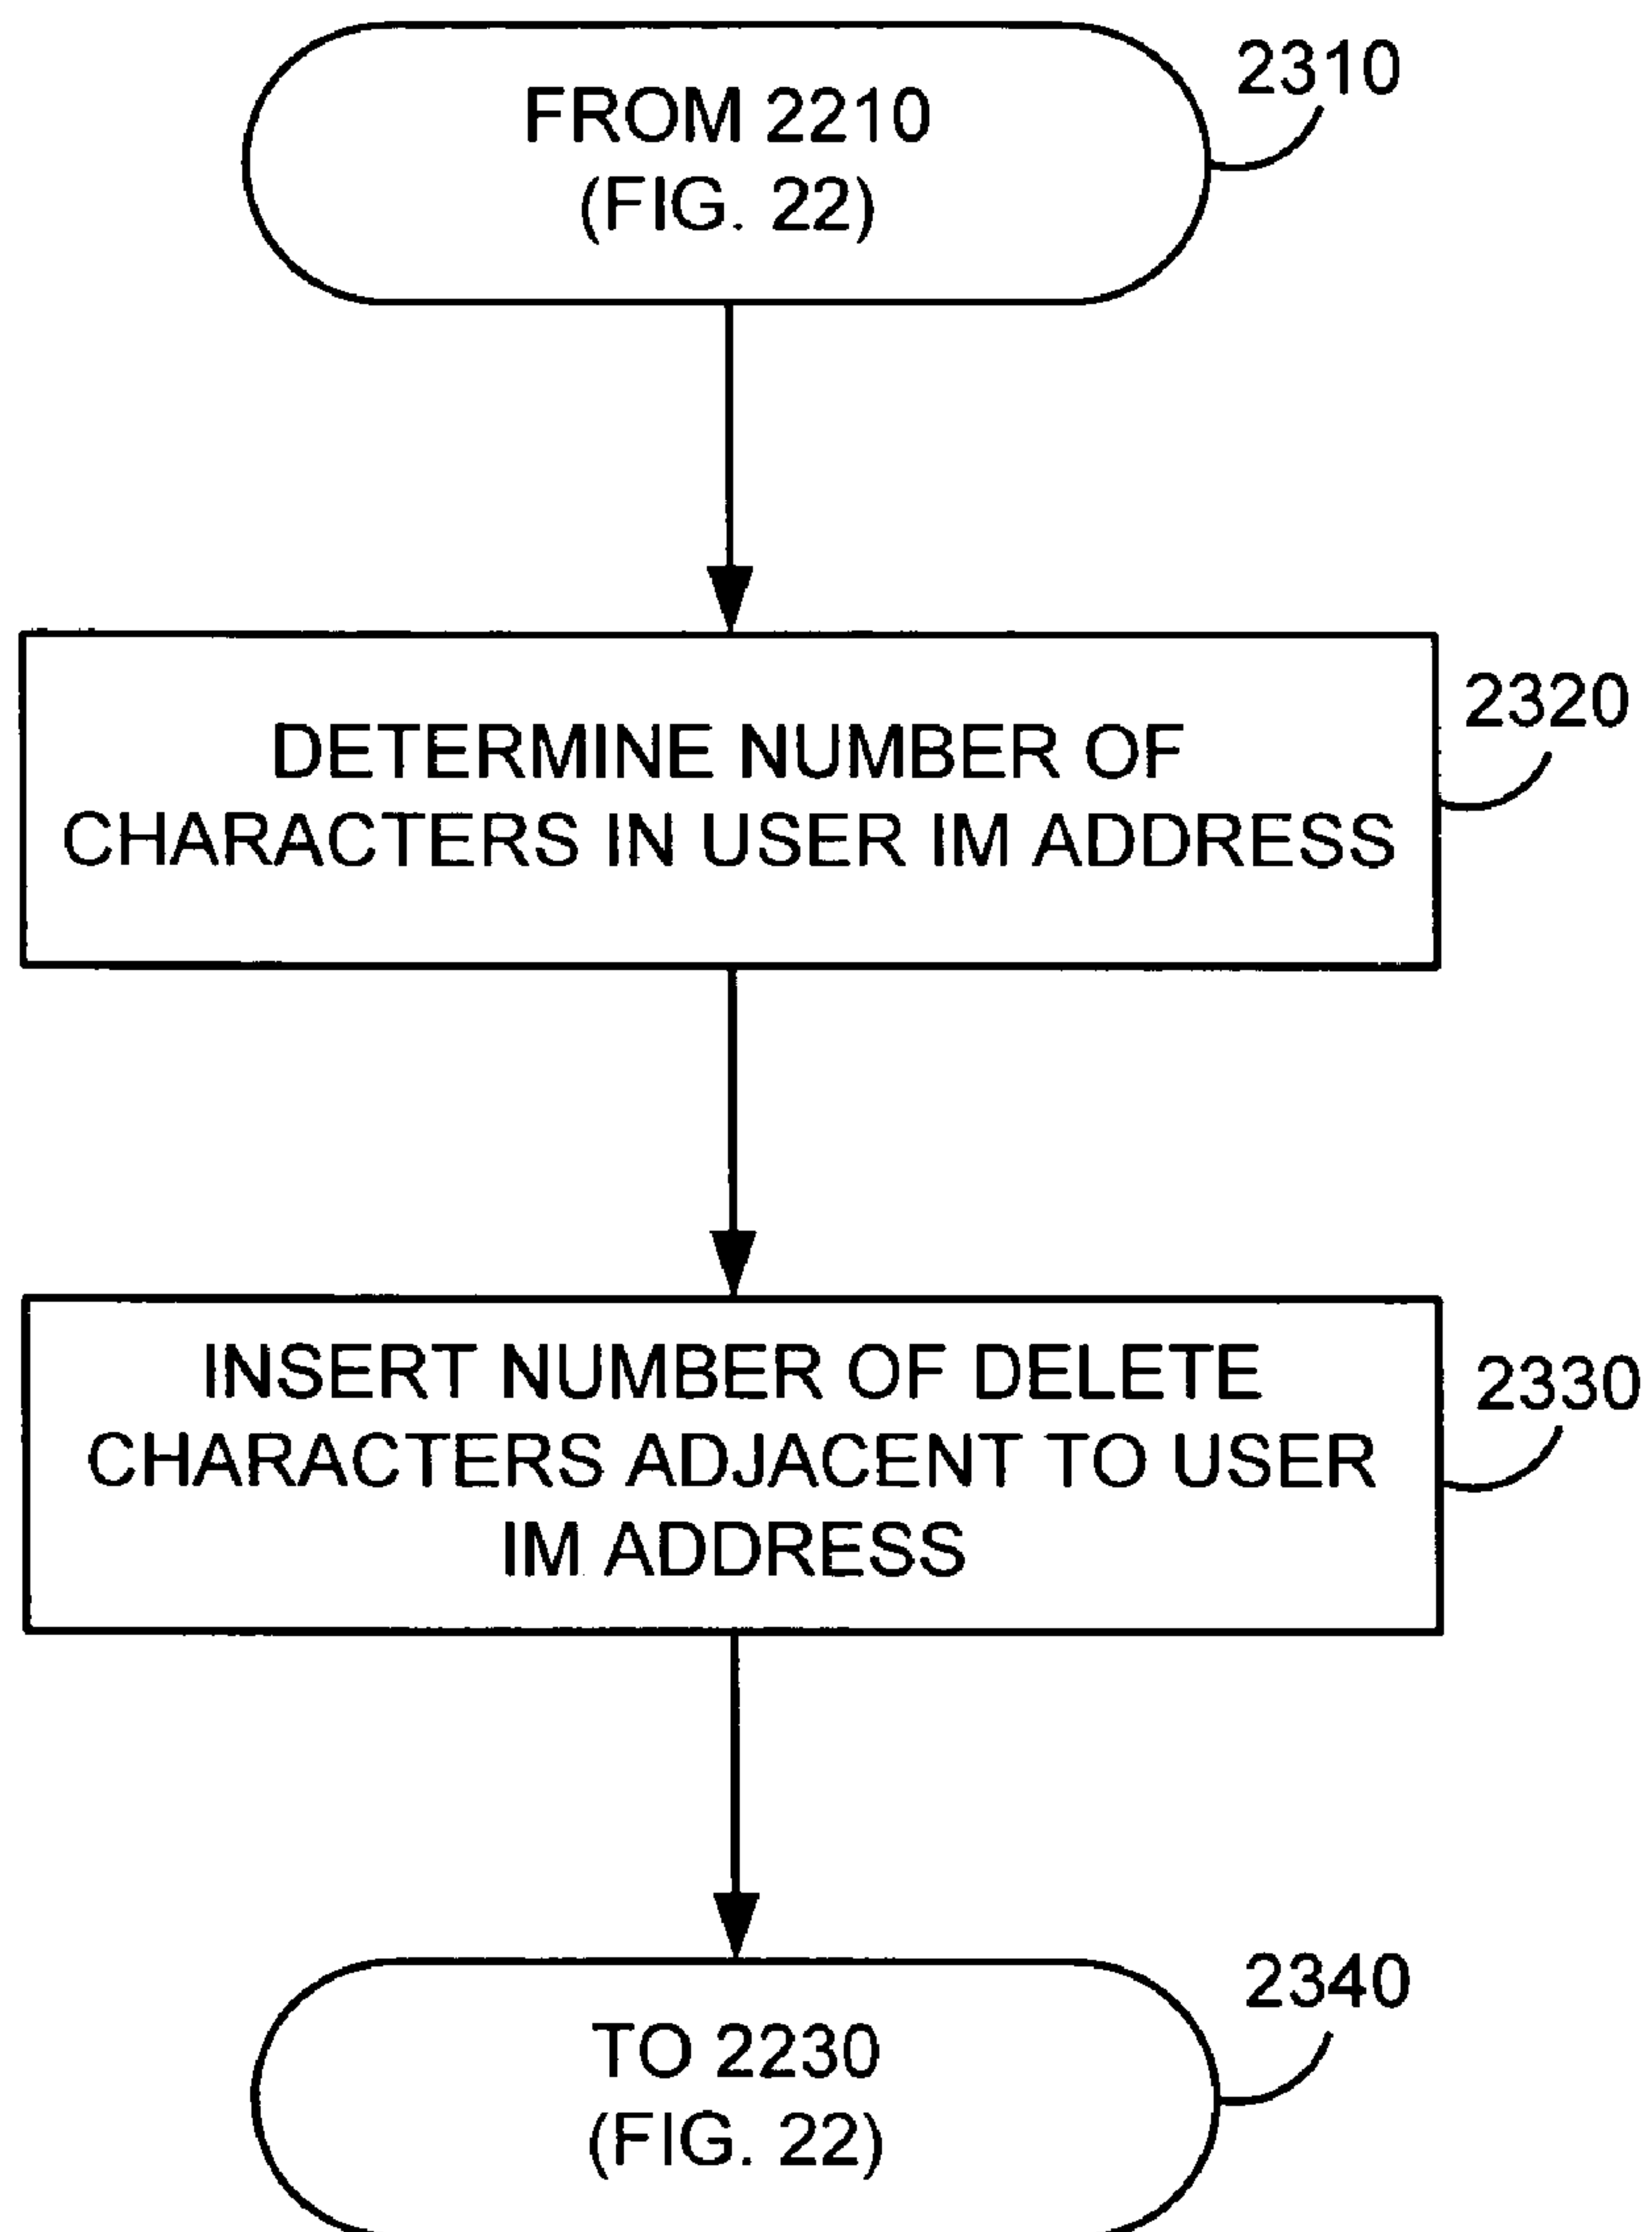 FROM 2210
(FIG. 22)
2310
DETERMINE NUMBER OF
CHARACTERS IN USER IM ADDRESS
2320
INSERT NUMBER OF DELETE
CHARACTERS ADJACENT TO USER
IM ADDRESS
2330
TO 2230
(FIG. 22)
2340